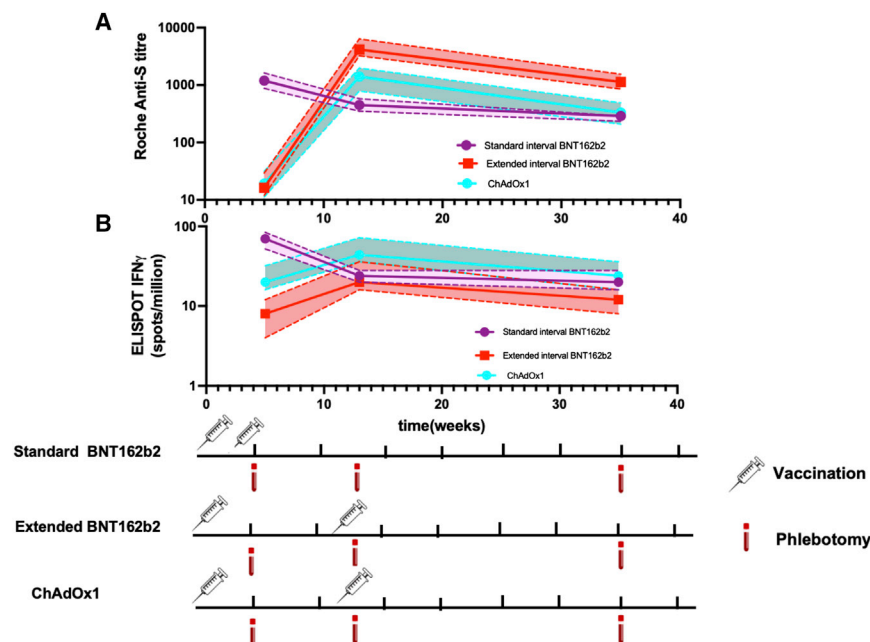 A
Roche Anti-S titre
10000
1000
100
10
0 10 20 30 40
Standard interval BNT162b2
Extended interval BNT162b2
ChAdOx1
B
ELISPOT IFNγ
(spots/million)
100
10
1
0 10 20 30 40
Standard interval BNT162b2
Extended interval BNT162b2
ChAdOx1
time(weeks)
Standard BNT162b2
Extended BNT162b2
ChAdOx1
Vaccination
Phlebotomy